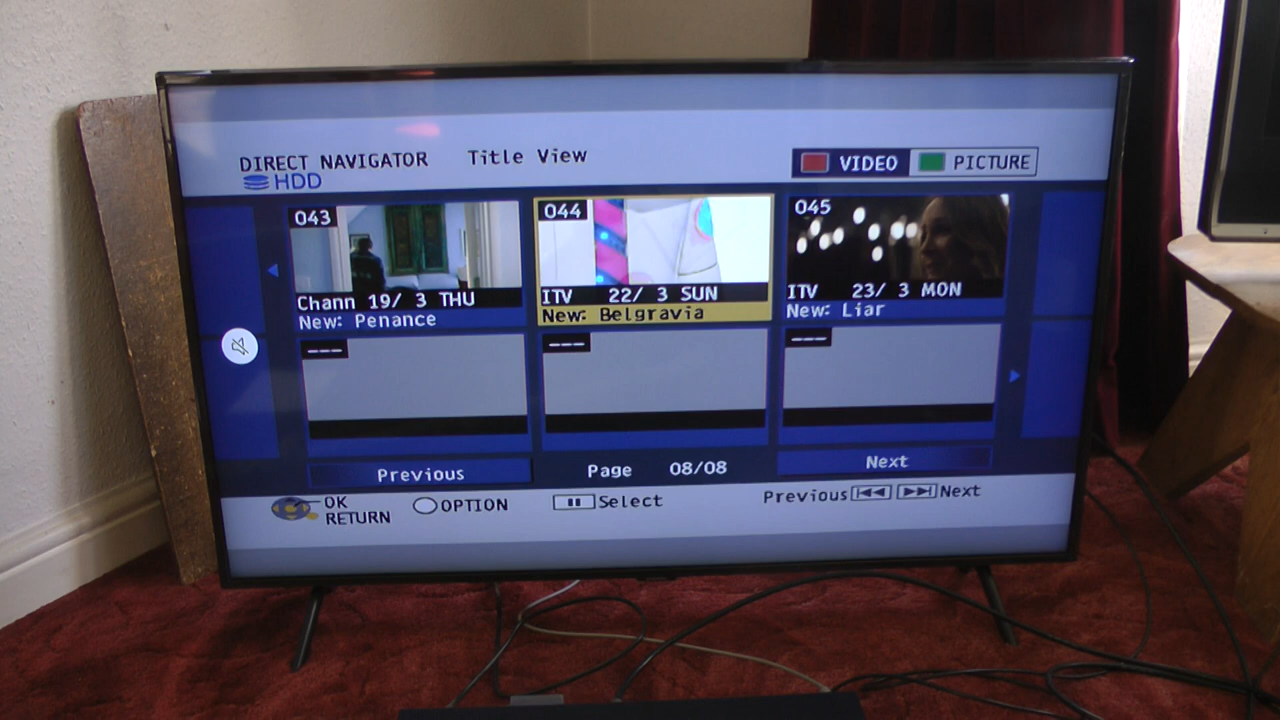 DIRECT NAVIGATOR Title View
HDD
VIDEO PICTURE
043
Chann 19/ 3 THU
New: Penance
044
ITV 22/ 3 SUN
New: Belgravia
045
ITV 23/ 3 MON
New: Liar
---
---
---
Previous Page 08/08 Next
OK
RETURN
OPTION
Select
Previous Next